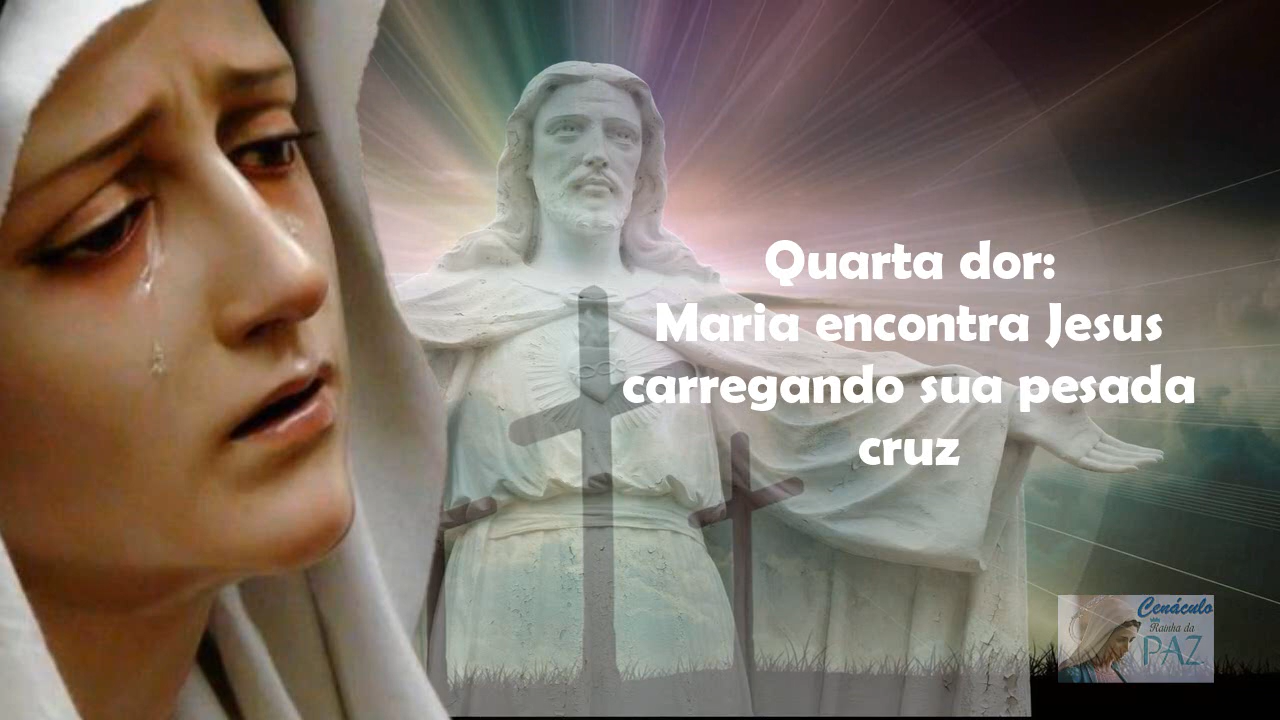 Quarta dor:
Maria encontra Jesus
carregando sua pesada
cruz
Cenáculo
Rainha da
PAZ